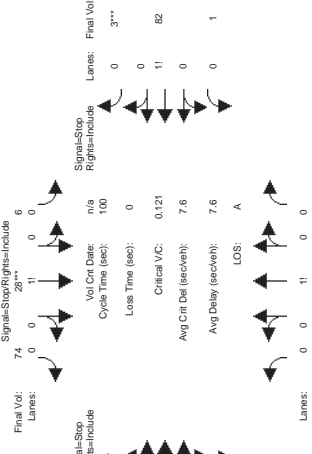 Signal=Stop/Rights=Include
Final Vol: 74 28*** 6
Lanes: 0 0 1! 0 0
Signal=Stop
Rights=Include
Vol Cnt Date: n/a
Cycle Time (sec): 100
Loss Time (sec): 0
Critical V/C: 0.121
Avg Crit Del (sec/veh): 7.6
Avg Delay (sec/veh): 7.6
LOS: A
Lanes: Final Vol:
0 3***
0
1! 82
0
0 1
Lanes: 0 0 1! 0 0